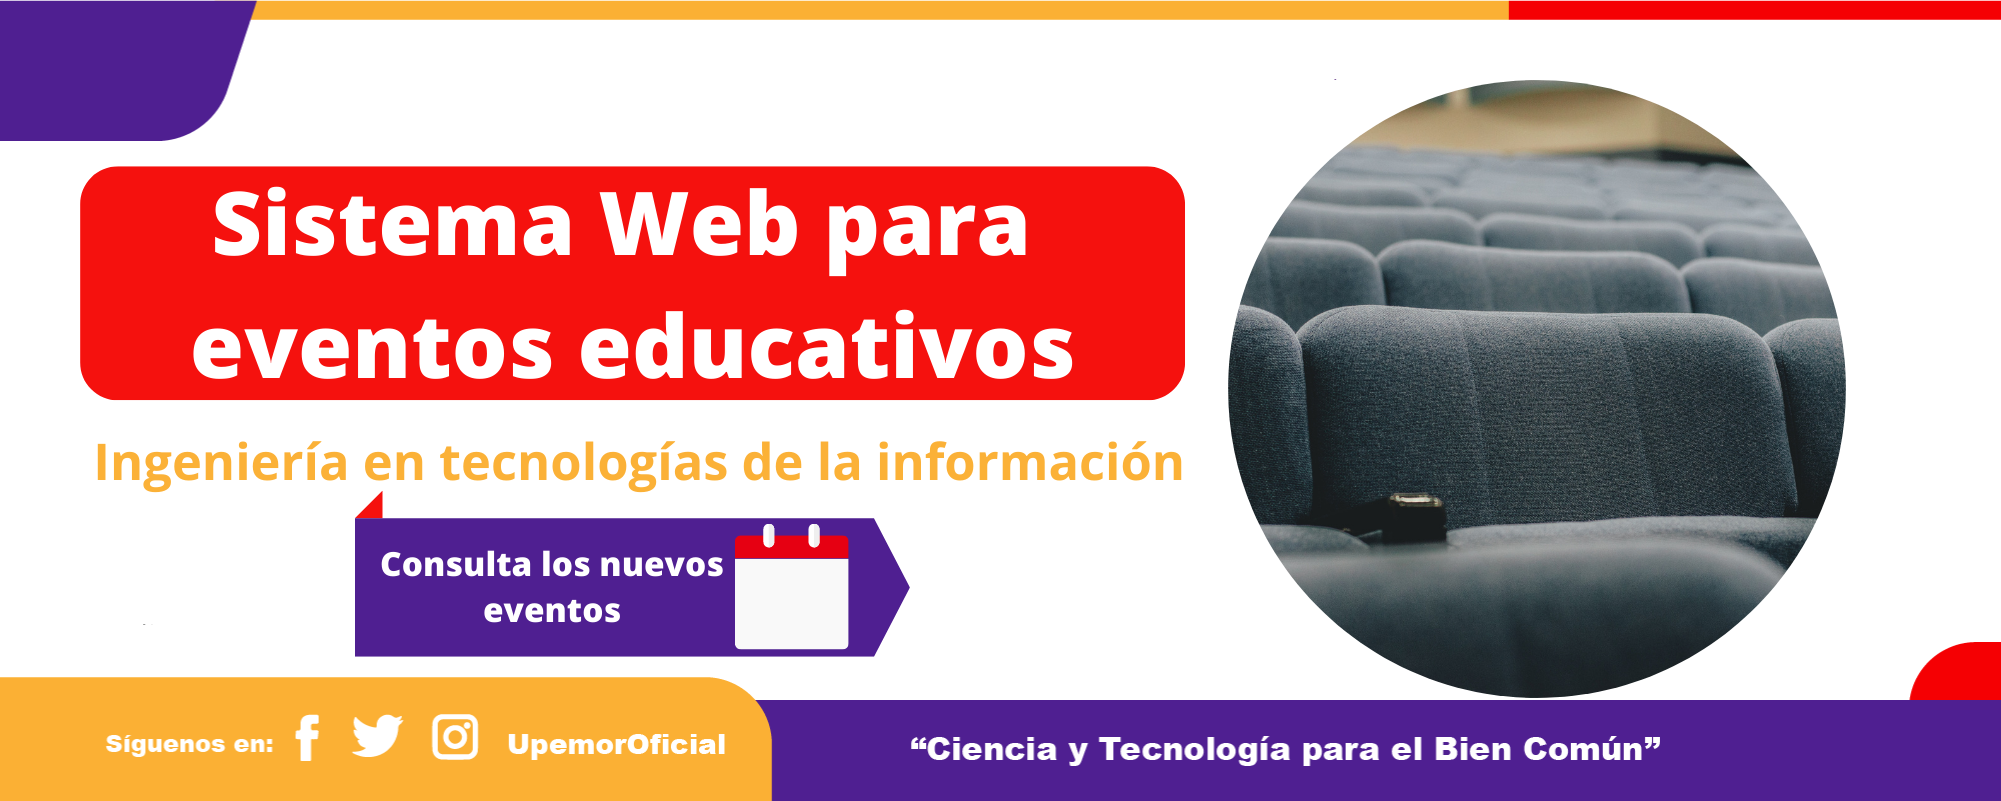 Sistema Web para
eventos educativos
Ingeniería en tecnologías de la información
Consulta los nuevos
eventos
Síguenos en: UpemorOficial
“Ciencia y Tecnología para el Bien Común”